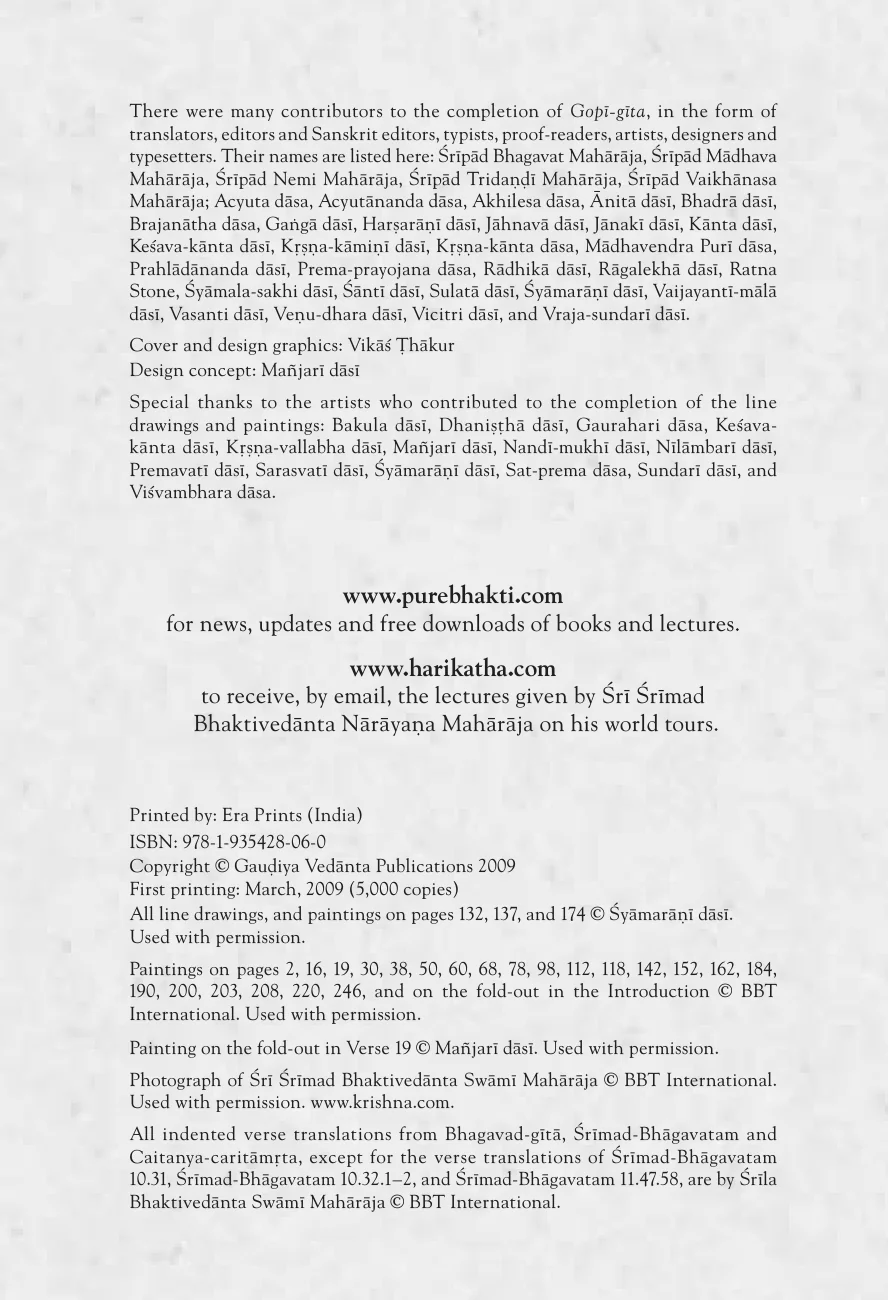 There were many contributors to the completion of Gopī-gīta, in the form of
translators, editors and Sanskrit editors, typists, proof-readers, artists, designers and
typesetters. Their names are listed here: Śrīpād Bhagavat Mahārāja, Śrīpād Mādhava
Mahārāja, Śrīpād Nemi Mahārāja, Śrīpād Tridaṇḍī Mahārāja, Śrīpād Vaikhānasa
Mahārāja; Acyuta dāsa, Acyutānanda dāsa, Akhilesa dāsa, Ānitā dāsī, Bhadrā dāsī,
Brajanātha dāsa, Gaṅgā dāsī, Harṣarāṇī dāsī, Jāhnavā dāsī, Jānakī dāsī, Kānta dāsī,
Keśava-kānta dāsī, Kṛṣṇa-kāmiṇī dāsī, Kṛṣṇa-kānta dāsa, Mādhavendra Purī dāsa,
Prahlādānanda dāsī, Prema-prayojana dāsa, Rādhikā dāsī, Rāgalekhā dāsī, Ratna
Stone, Śyāmala-sakhi dāsī, Śāntī dāsī, Sulatā dāsī, Śyāmarāṇī dāsī, Vaijayantī-mālā
dāsī, Vasanti dāsī, Veṇu-dhara dāsī, Vicitri dāsī, and Vraja-sundarī dāsī.
Cover and design graphics: Vikāś Ṭhākur
Design concept: Mañjarī dāsī
Special thanks to the artists who contributed to the completion of the line
drawings and paintings: Bakula dāsī, Dhaniṣṭhā dāsī, Gaurahari dāsa, Keśava-
kānta dāsī, Kṛṣṇa-vallabha dāsī, Mañjarī dāsī, Nandī-mukhī dāsī, Nīlāmbarī dāsī,
Premavatī dāsī, Sarasvatī dāsī, Śyāmarāṇī dāsī, Sat-prema dāsa, Sundarī dāsī, and
Viśvambhara dāsa.
www.purebhakti.com
for news, updates and free downloads of books and lectures.
www.harikatha.com
to receive, by email, the lectures given by Śrī Śrīmad
Bhaktivedānta Nārāyaṇa Mahārāja on his world tours.
Printed by: Era Prints (India)
ISBN: 978-1-935428-06-0
Copyright © Gauḍiya Vedānta Publications 2009
First printing: March, 2009 (5,000 copies)
All line drawings, and paintings on pages 132, 137, and 174 © Śyāmarāṇī dāsī.
Used with permission.
Paintings on pages 2, 16, 19, 30, 38, 50, 60, 68, 78, 98, 112, 118, 142, 152, 162, 184,
190, 200, 203, 208, 220, 246, and on the fold-out in the Introduction © BBT
International. Used with permission.
Painting on the fold-out in Verse 19 © Mañjarī dāsī. Used with permission.
Photograph of Śrī Śrīmad Bhaktivedānta Swāmī Mahārāja © BBT International.
Used with permission. www.krishna.com.
All indented verse translations from Bhagavad-gītā, Śrīmad-Bhāgavatam and
Caitanya-caritāmṛta, except for the verse translations of Śrīmad-Bhāgavatam
10.31, Śrīmad-Bhāgavatam 10.32.1–2, and Śrīmad-Bhāgavatam 11.47.58, are by Śrīla
Bhaktivedānta Swāmī Mahārāja © BBT International.